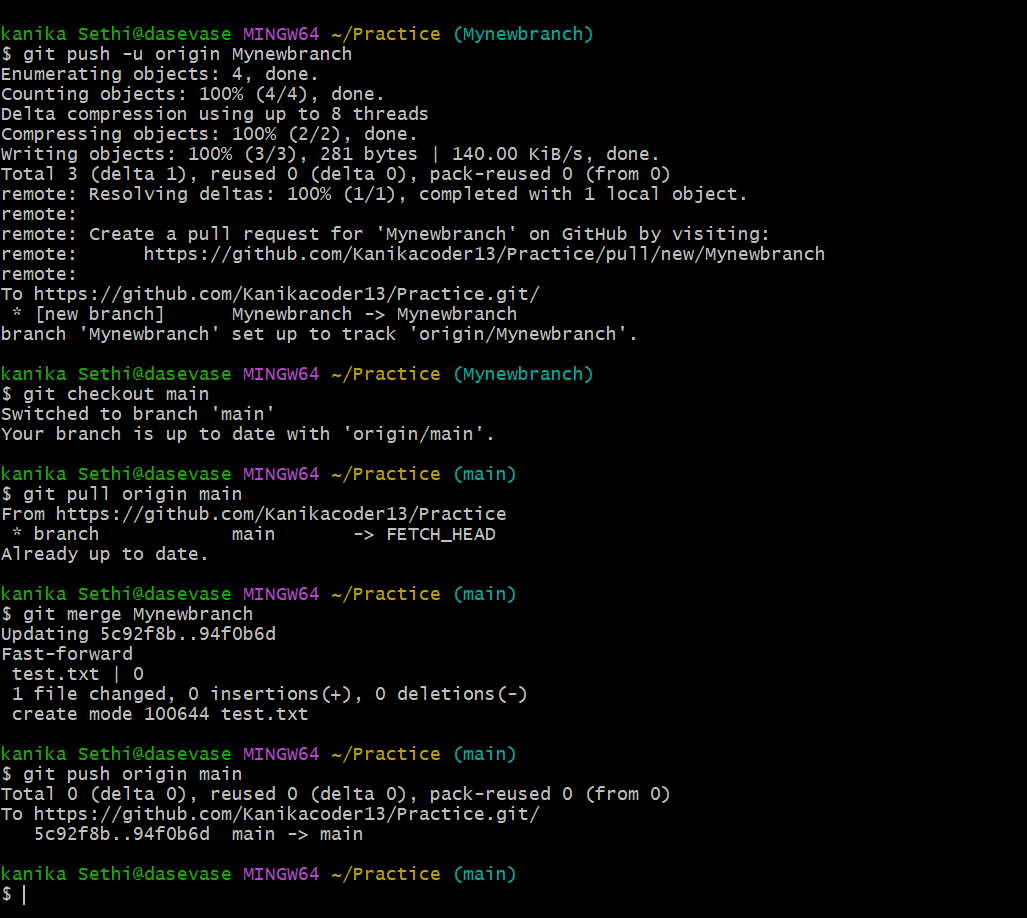 kanika Sethi@dasevase MINGW64 ~/Practice (Mynewbranch)
$ git push -u origin Mynewbranch
Enumerating objects: 4, done.
Counting objects: 100% (4/4), done.
Delta compression using up to 8 threads
Compressing objects: 100% (2/2), done.
Writing objects: 100% (3/3), 281 bytes | 140.00 KiB/s, done.
Total 3 (delta 1), reused 0 (delta 0), pack-reused 0 (from 0)
remote: Resolving deltas: 100% (1/1), completed with 1 local object.
remote:
remote: Create a pull request for 'Mynewbranch' on GitHub by visiting:
remote:      https://github.com/Kanikacoder13/Practice/pull/new/Mynewbranch
remote:
To https://github.com/Kanikacoder13/Practice.git/
 * [new branch]      Mynewbranch -> Mynewbranch
branch 'Mynewbranch' set up to track 'origin/Mynewbranch'.
kanika Sethi@dasevase MINGW64 ~/Practice (Mynewbranch)
$ git checkout main
Switched to branch 'main'
Your branch is up to date with 'origin/main'.
kanika Sethi@dasevase MINGW64 ~/Practice (main)
$ git pull origin main
From https://github.com/Kanikacoder13/Practice
 * branch            main       -> FETCH_HEAD
Already up to date.
kanika Sethi@dasevase MINGW64 ~/Practice (main)
$ git merge Mynewbranch
Updating 5c92f8b..94f0b6d
Fast-forward
 test.txt | 0
 1 file changed, 0 insertions(+), 0 deletions(-)
 create mode 100644 test.txt
kanika Sethi@dasevase MINGW64 ~/Practice (main)
$ git push origin main
Total 0 (delta 0), reused 0 (delta 0), pack-reused 0 (from 0)
To https://github.com/Kanikacoder13/Practice.git/
   5c92f8b..94f0b6d  main -> main
kanika Sethi@dasevase MINGW64 ~/Practice (main)
$